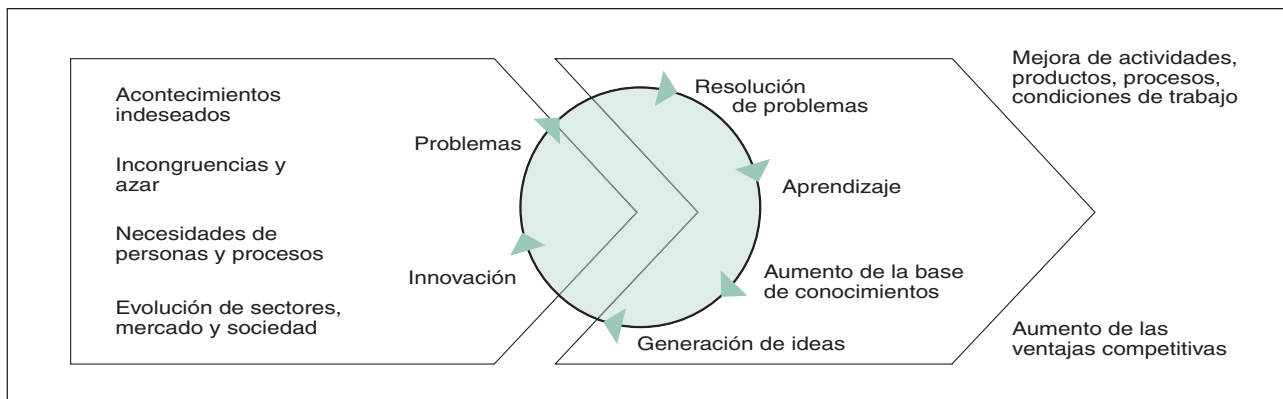 Acontecimientos
indeseados
Incongruencias y
azar
Necesidades de
personas y procesos
Evolución de sectores,
mercado y sociedad
Problemas
Innovación
Resolución
de problemas
Aprendizaje
Aumento de la base
de conocimientos
Generación de ideas
Mejora de actividades,
productos, procesos,
condiciones de trabajo
Aumento de las
ventajas competitivas